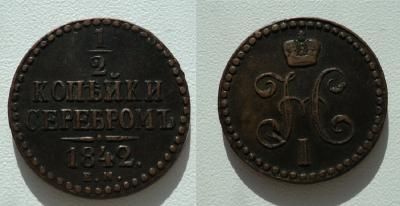 1
2
КОПѢЙКИ
СЕРЕБРОМЪ
1842.
Е.М.
Н
I